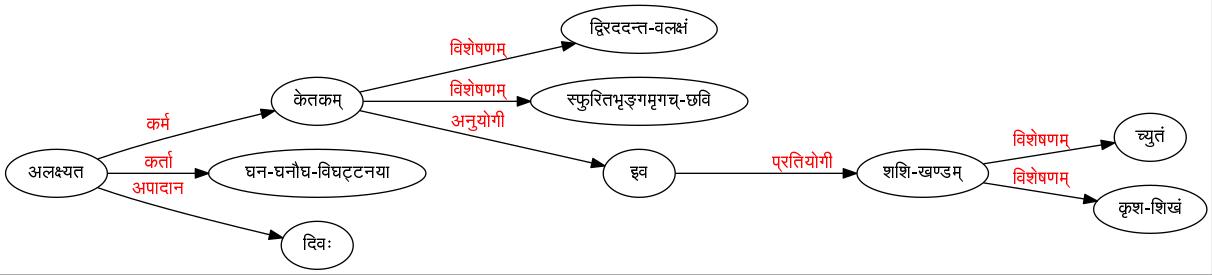 द्विरददन्त-वलक्षं
विशेषणम्
केतकम्
विशेषणम्
स्फुरितभृङ्गमृगच्-छवि
अनुयोगी
कर्म
च्युतं
विशेषणम्
अलक्ष्यत
कर्ता
घन-घनौघ-विघट्टनया
इव
प्रतियोगी
शशि-खण्डम्
विशेषणम्
अपादान
कृश-शिखं
दिवः